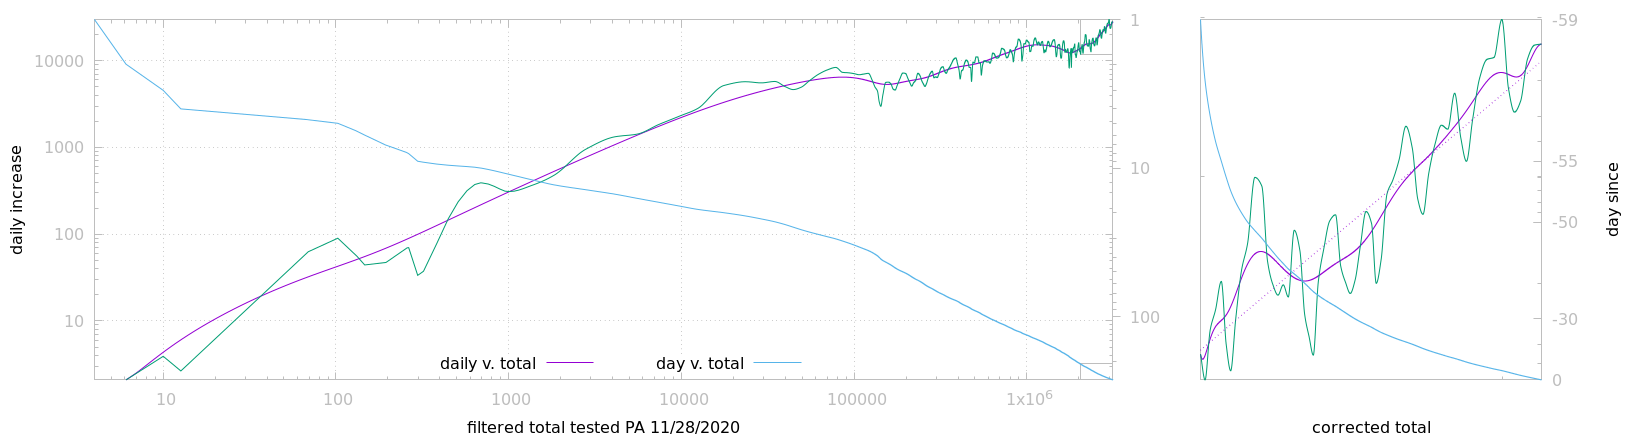 daily increase
10000
1000
100
10
10
100
1000
10000
100000
1x10⁶
1
10
100
daily v. total
day v. total
filtered total tested PA 11/28/2020
-59
-55
-50
-30
0
day since
corrected total